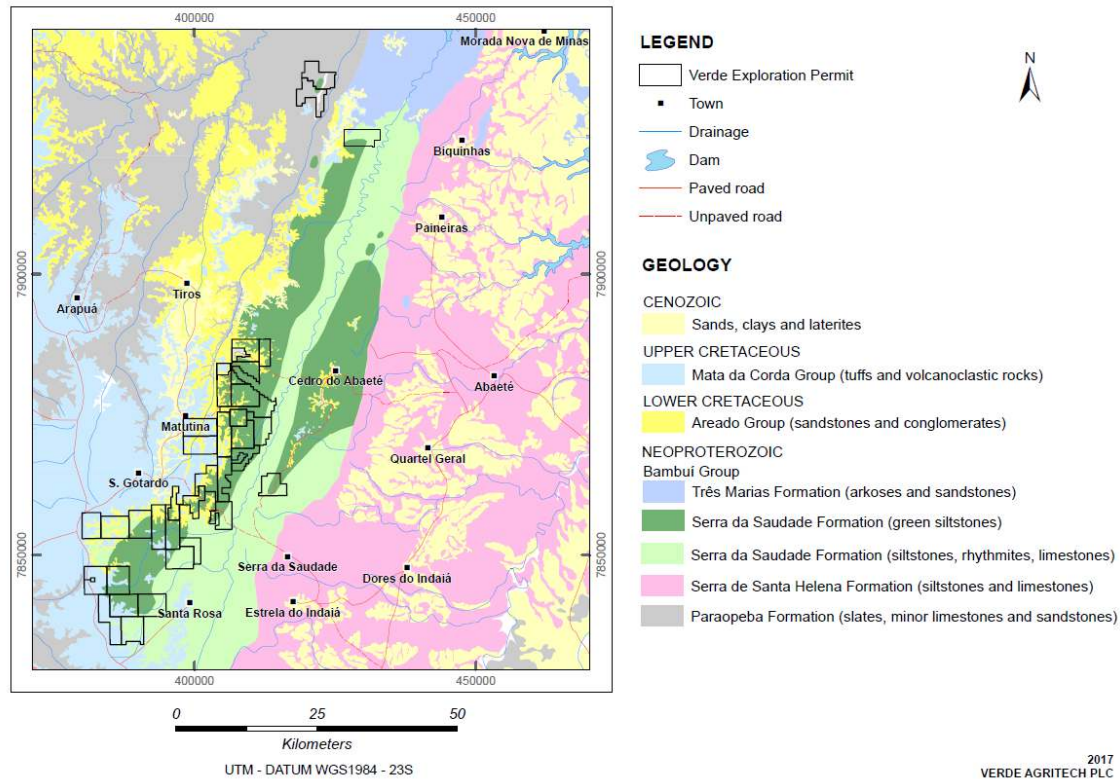 400000
450000
Morada Nova de Minas
Biquinhas
Paineiras
7900000
7900000
Tiros
Arapuá
Cedro do Abaeté
Abaeté
Matutina
Quartel Geral
S. Gotardo
7850000
7850000
Serra da Saudade
Dores do Indaiá
Santa Rosa
Estrela do Indaiá
400000
450000
0
25
50
Kilometers
UTM - DATUM WGS1984 - 23S
LEGEND
N
Verde Exploration Permit
Town
Drainage
Dam
Paved road
Unpaved road
GEOLOGY
CENOZOIC
Sands, clays and laterites
UPPER CRETACEOUS
Mata da Corda Group (tuffs and volcanoclastic rocks)
LOWER CRETACEOUS
Areado Group (sandstones and conglomerates)
NEOPROTEROZOIC
Bambuí Group
Três Marias Formation (arkoses and sandstones)
Serra da Saudade Formation (green siltstones)
Serra da Saudade Formation (siltstones, rhythmites, limestones)
Serra de Santa Helena Formation (siltstones and limestones)
Paraopeba Formation (slates, minor limestones and sandstones)
2017
VERDE AGRITECH PLC